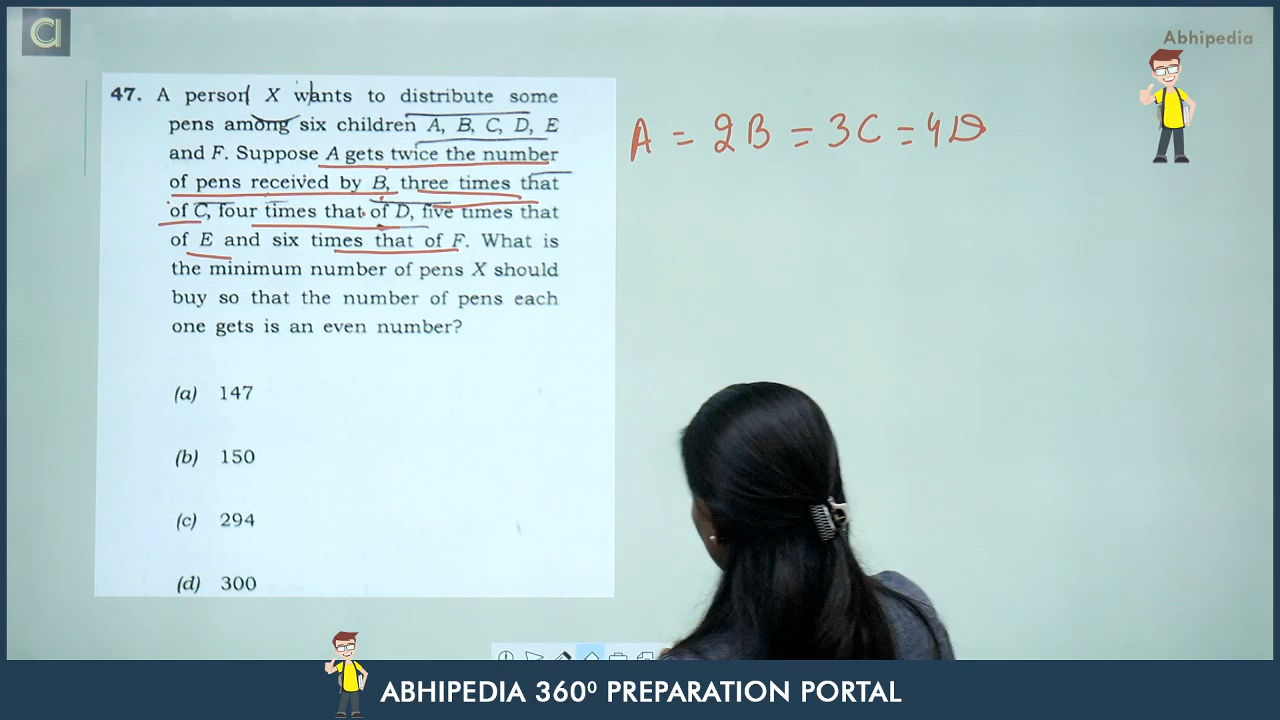 Abhipedia
47. A person X wants to distribute some
pens among six children A, B, C, D, E
and F. Suppose A gets twice the number
of pens received by B, three times that
of C, four times that of D, five times that
of E and six times that of F. What is
the minimum number of pens X should
buy so that the number of pens each
one gets is an even number?
(a) 147
(b) 150
(c) 294
(d) 300
A = 2B = 3C = 4D
ABHIPEDIA 360⁰ PREPARATION PORTAL